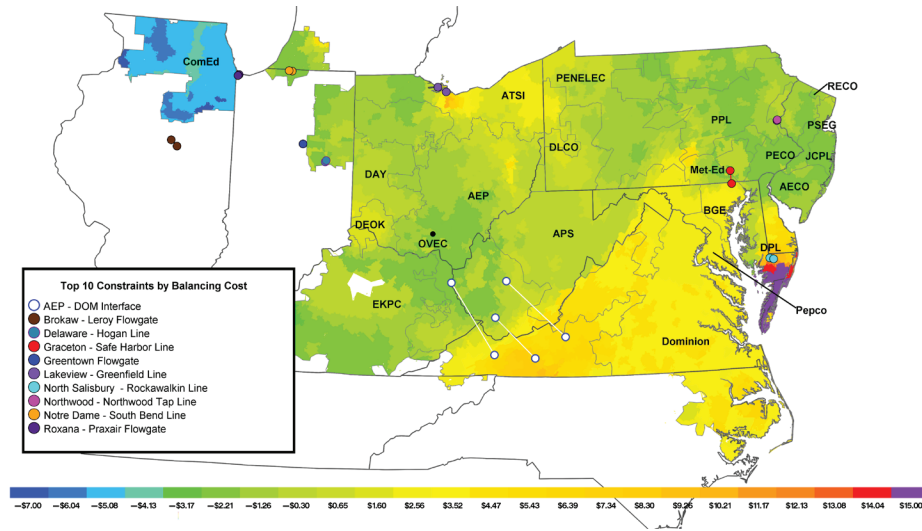 ComEd
PENELEC
ATSI
RECO
PPL
PSEG
DLCO
DAY
Met-Ed
PECO
JCPL
AEP
AECO
BGE
DEOK
OVEC
APS
DPL
EKPC
Pepco
Dominion
Top 10 Constraints by Balancing Cost
AEP - DOM Interface
Brokaw - Leroy Flowgate
Delaware - Hogan Line
Graceton - Safe Harbor Line
Greentown Flowgate
Lakeview - Greenfield Line
North Salisbury - Rockawalkin Line
Northwood - Northwood Tap Line
Notre Dame - South Bend Line
Roxana - Praxair Flowgate
–$7.00 –$6.04 –$5.08 –$4.13 –$3.17 –$2.21 –$1.26 –$0.30 $0.65 $1.60 $2.56 $3.52 $4.47 $5.43 $6.39 $7.34 $8.30 $9.26 $10.21 $11.17 $12.13 $13.08 $14.04 $15.00